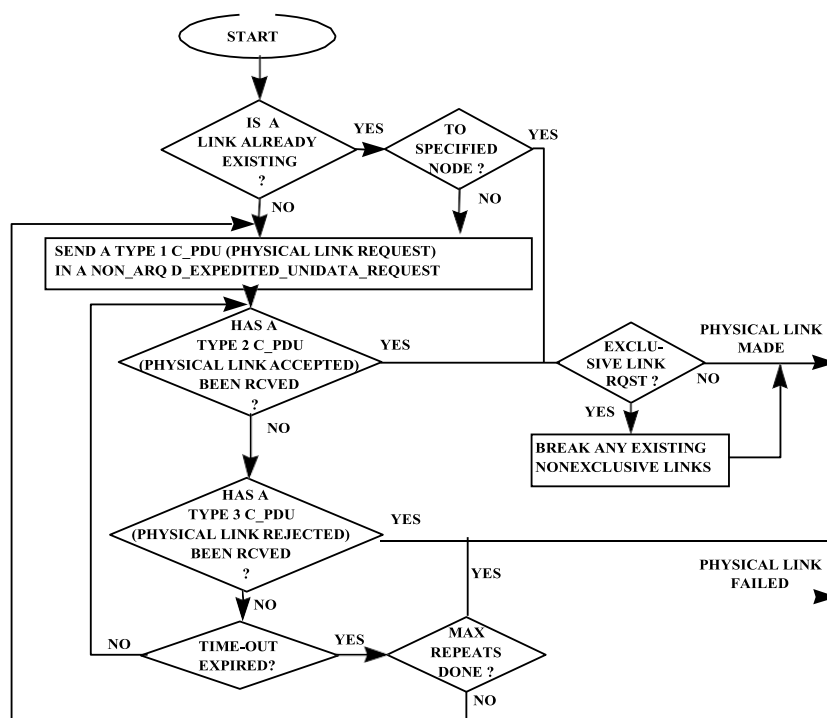 START
IS A
LINK ALREADY
EXISTING
?
YES
TO
SPECIFIED
NODE ?
YES
NO
NO
SEND A TYPE 1 C_PDU (PHYSICAL LINK REQUEST)
IN A NON_ARQ D_EXPEDITED_UNIDATA_REQUEST
HAS A
TYPE 2 C_PDU
(PHYSICAL LINK ACCEPTED)
BEEN RCVED
?
YES
NO
EXCLU-
SIVE LINK
RQST ?
NO
YES
PHYSICAL LINK
MADE
BREAK ANY EXISTING
NONEXCLUSIVE LINKS
HAS A
TYPE 3 C_PDU
(PHYSICAL LINK REJECTED)
BEEN RCVED
?
YES
NO
PHYSICAL LINK
FAILED
TIME-OUT
EXPIRED?
NO
YES
MAX
REPEATS
DONE ?
YES
NO